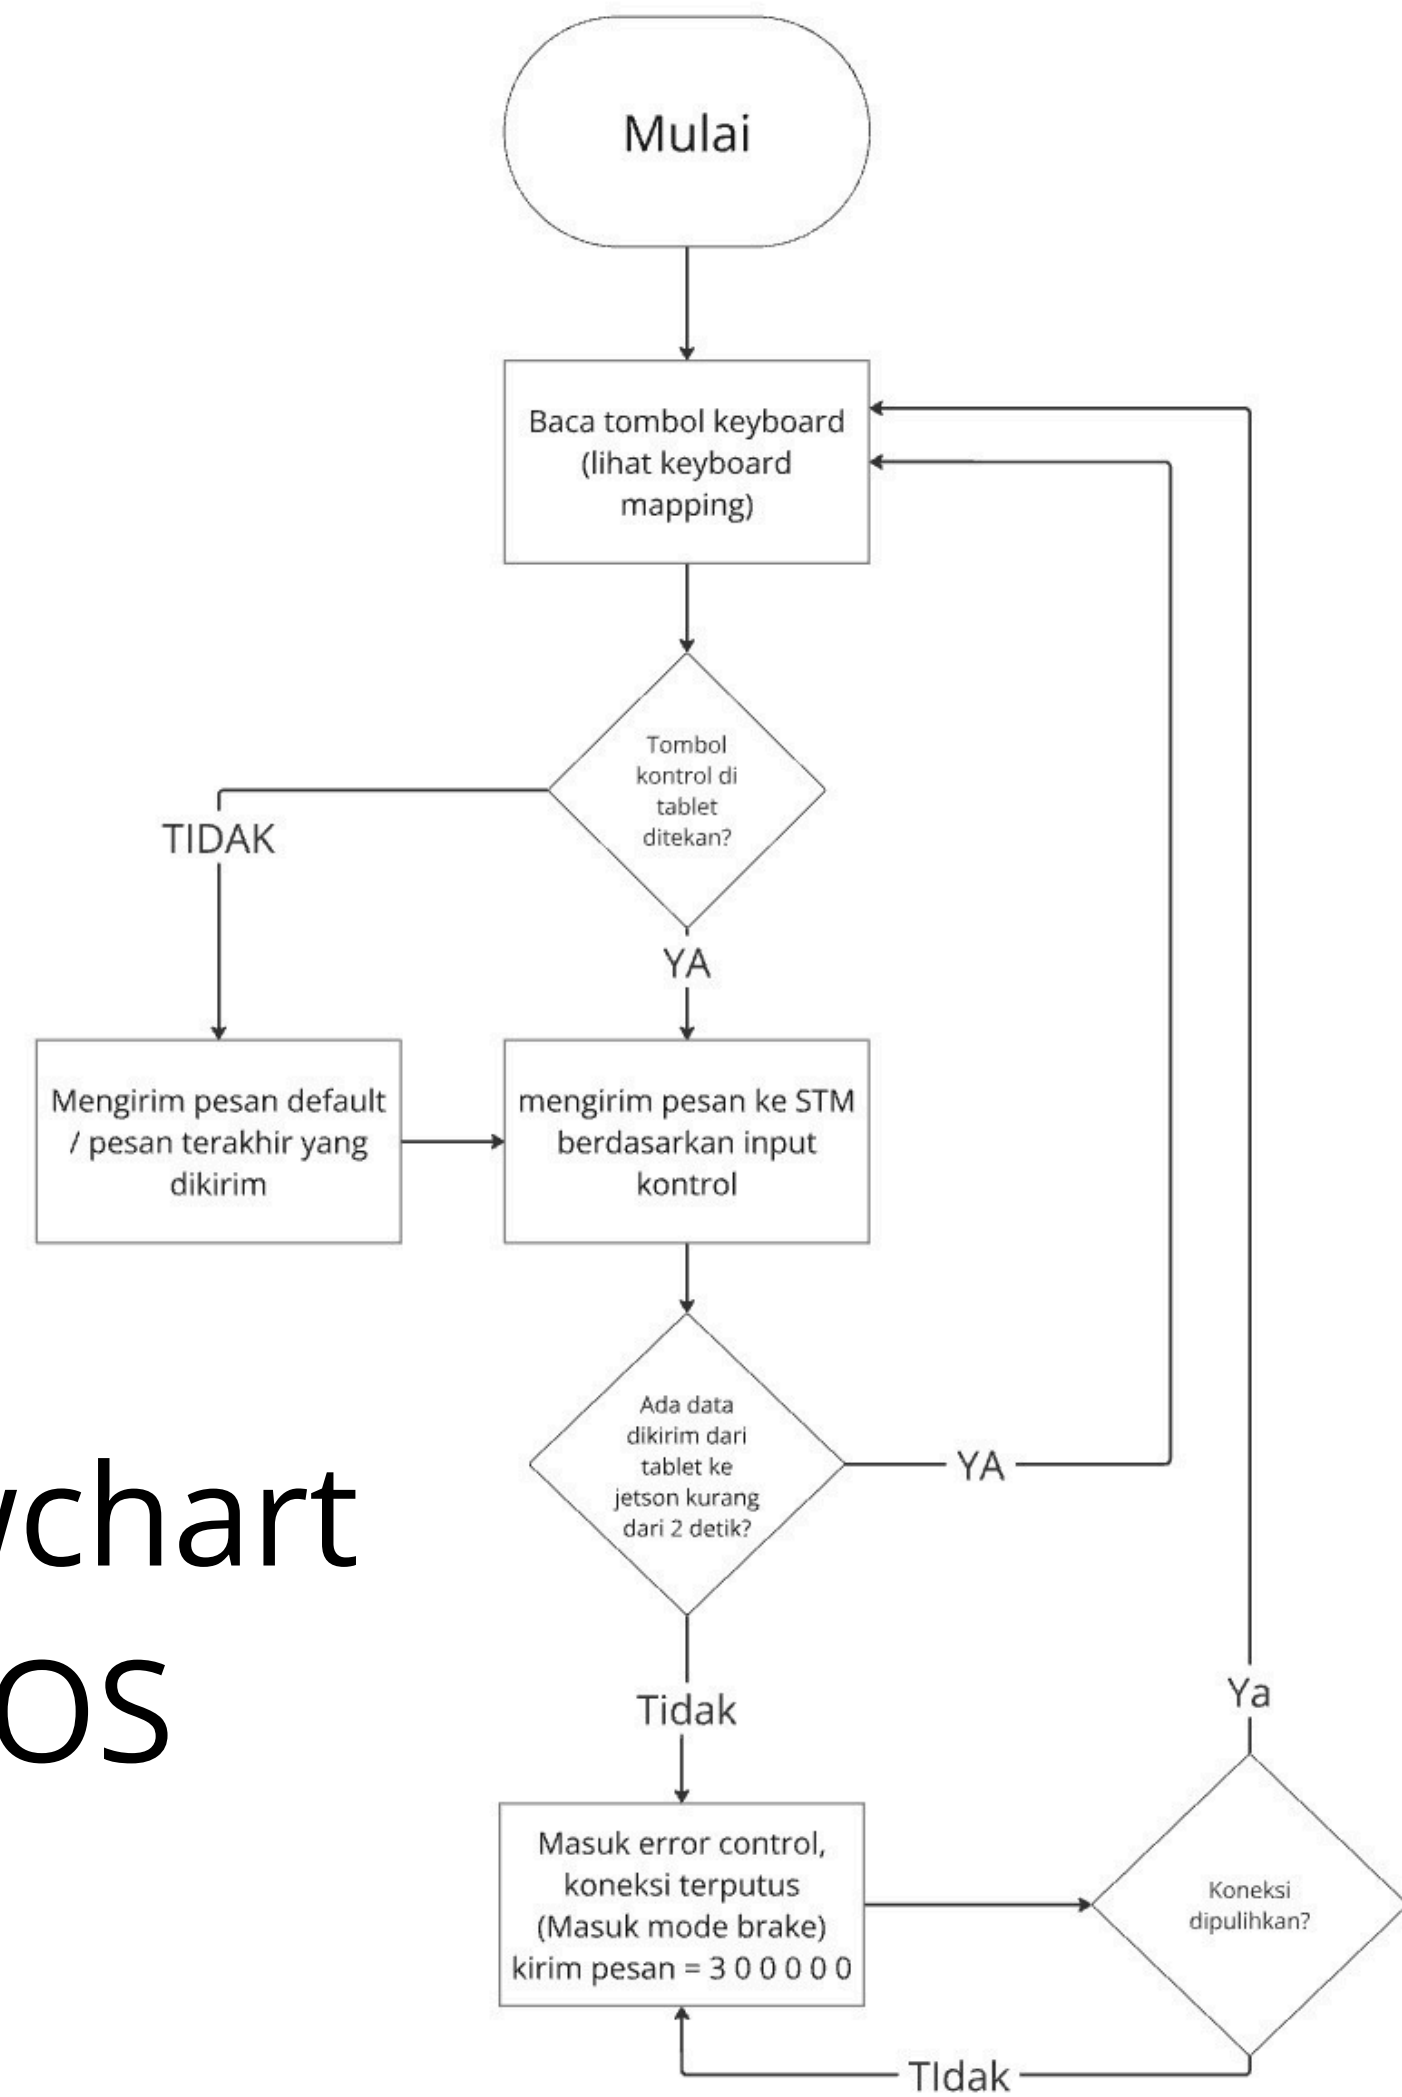 Mulai
Baca tombol keyboard
(lihat keyboard
mapping)
Tombol
kontrol di
tablet
ditekan?
TIDAK
YA
Mengirim pesan default
/ pesan terakhir yang
dikirim
mengirim pesan ke STM
berdasarkan input
kontrol
Ada data
dikirim dari
tablet ke
jetson kurang
dari 2 detik?
YA
wchart
OS
Tidak
Ya
Masuk error control,
koneksi terputus
(Masuk mode brake)
kirim pesan = 3 0 0 0 0 0
Koneksi
dipulihkan?
TIdak